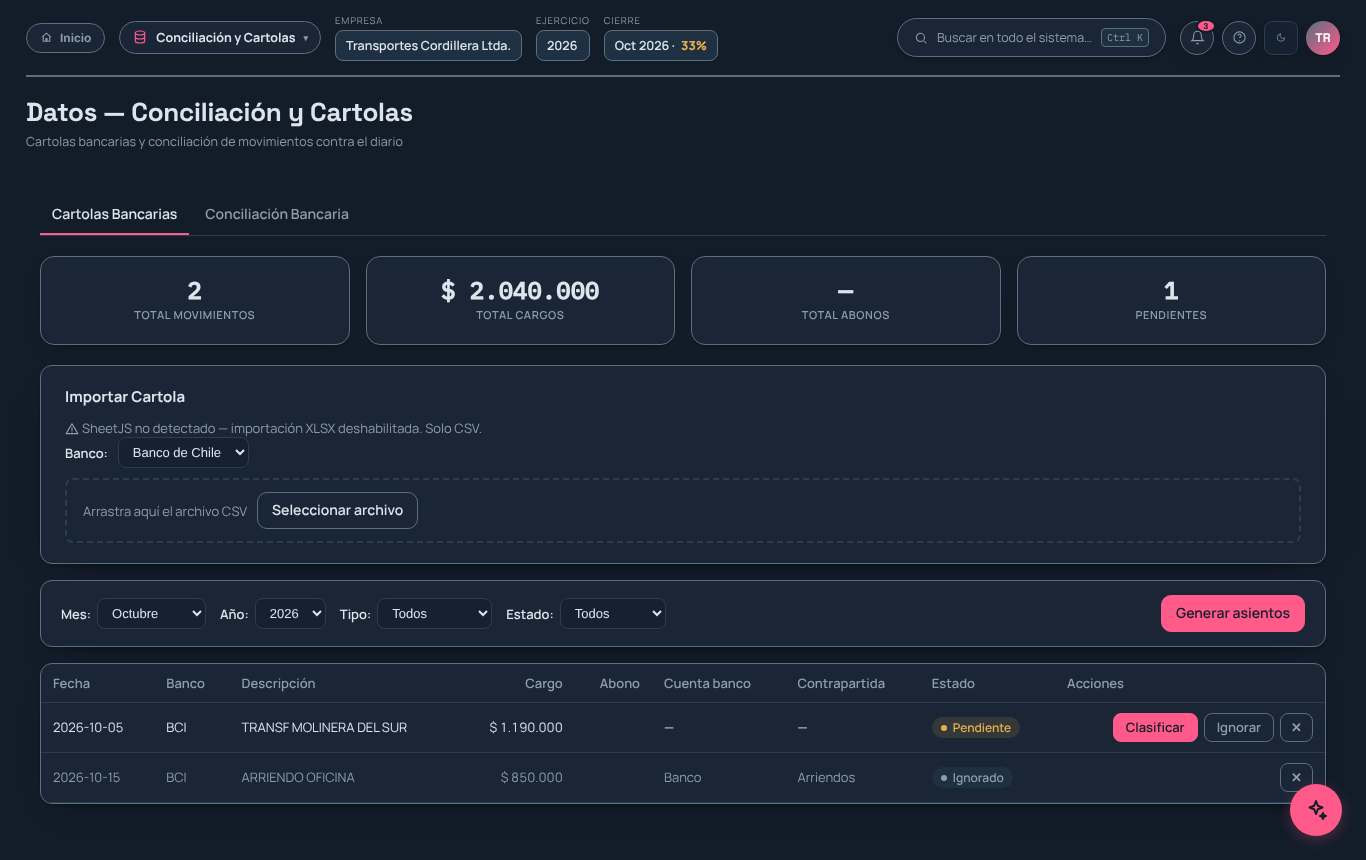 Inicio
Conciliación y Cartolas ▾
EMPRESA
Transportes Cordillera Ltda.
EJERCICIO
2026
CIERRE
Oct 2026 · 33%
Buscar en todo el sistema... Ctrl K
3
TR
Datos — Conciliación y Cartolas
Cartolas bancarias y conciliación de movimientos contra el diario
Cartolas Bancarias Conciliación Bancaria
2
TOTAL MOVIMIENTOS
$ 2.040.000
TOTAL CARGOS
—
TOTAL ABONOS
1
PENDIENTES
Importar Cartola
⚠ SheetJS no detectado — importación XLSX deshabilitada. Solo CSV.
Banco: Banco de Chile
Arrastra aquí el archivo CSV Seleccionar archivo
Mes: Octubre Año: 2026 Tipo: Todos Estado: Todos Generar asientos
Fecha Banco Descripción Cargo Abono Cuenta banco Contrapartida Estado Acciones
2026-10-05 BCI TRANSF MOLINERA DEL SUR $ 1.190.000 — — Pendiente Clasificar Ignorar ✕
2026-10-15 BCI ARRIENDO OFICINA $ 850.000 Banco Arriendos Ignorado ✕